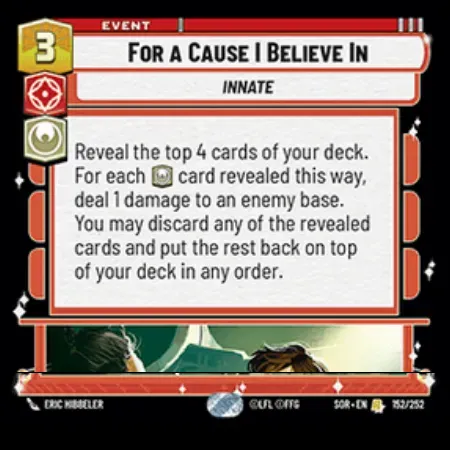 EVENT
3
FOR A CAUSE I BELIEVE IN
INNATE
Reveal the top 4 cards of your deck.
For each card revealed this way,
deal 1 damage to an enemy base.
You may discard any of the revealed
cards and put the rest back on top
of your deck in any order.
ERIC HIBBELER
©LFL ©FFG
SOR • EN
152/252